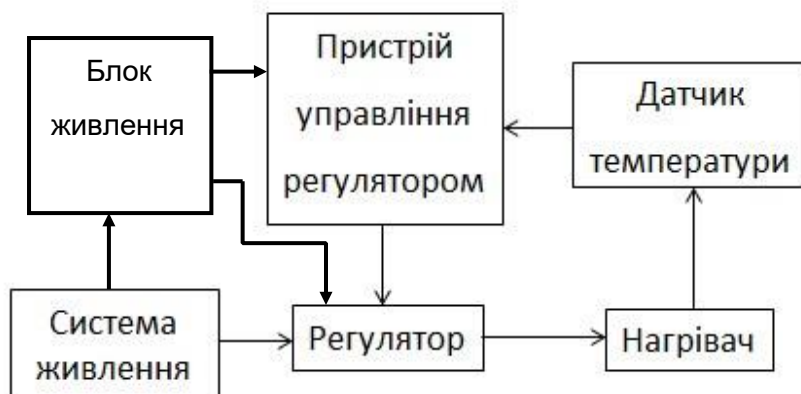 Блок
живлення
Пристрій
управління
регулятором
Датчик
температури
Система
живлення
Регулятор
Нагрівач